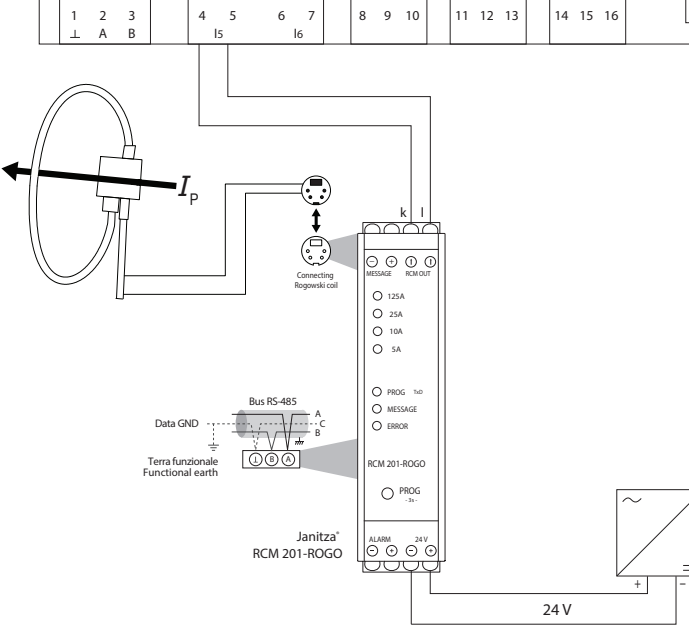 1 2 3 4 5 6 7 8 9 10 11 12 13 14 15 16
⊥ A B I5 I6
I P
k l
Connecting
Rogowski coil
MESSAGE RCM OUT
125A
25A
10A
5A
PROG TxD
MESSAGE
ERROR
Bus RS-485
A
Data GND
C
B
Terra funzionale
Functional earth
⊥ B A
RCM 201-ROGO
PROG
- 3s -
Janitza®
RCM 201-ROGO
ALARM 24 V
+ −
24 V